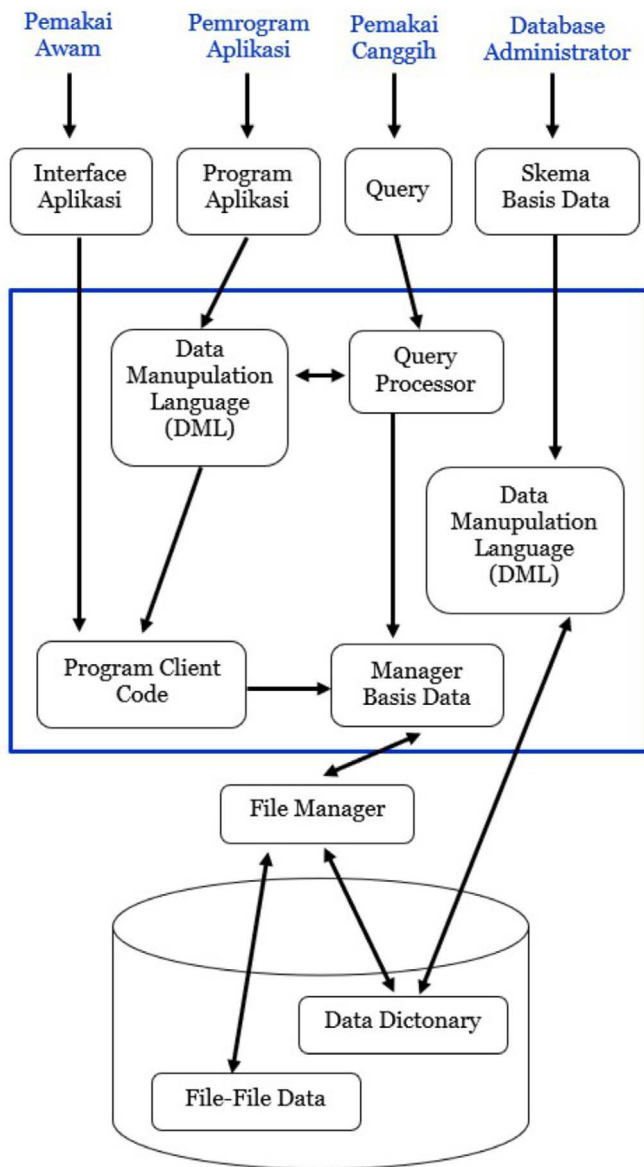 Pemakai
Awam
Pemrogram
Aplikasi
Pemakai
Canggih
Database
Administrator
Interface
Aplikasi
Program
Aplikasi
Query
Skema
Basis Data
Data
Manupulation
Language
(DML)
Query
Processor
Data
Manupulation
Language
(DML)
Program Client
Code
Manager
Basis Data
File Manager
Data Dictonary
File-File Data